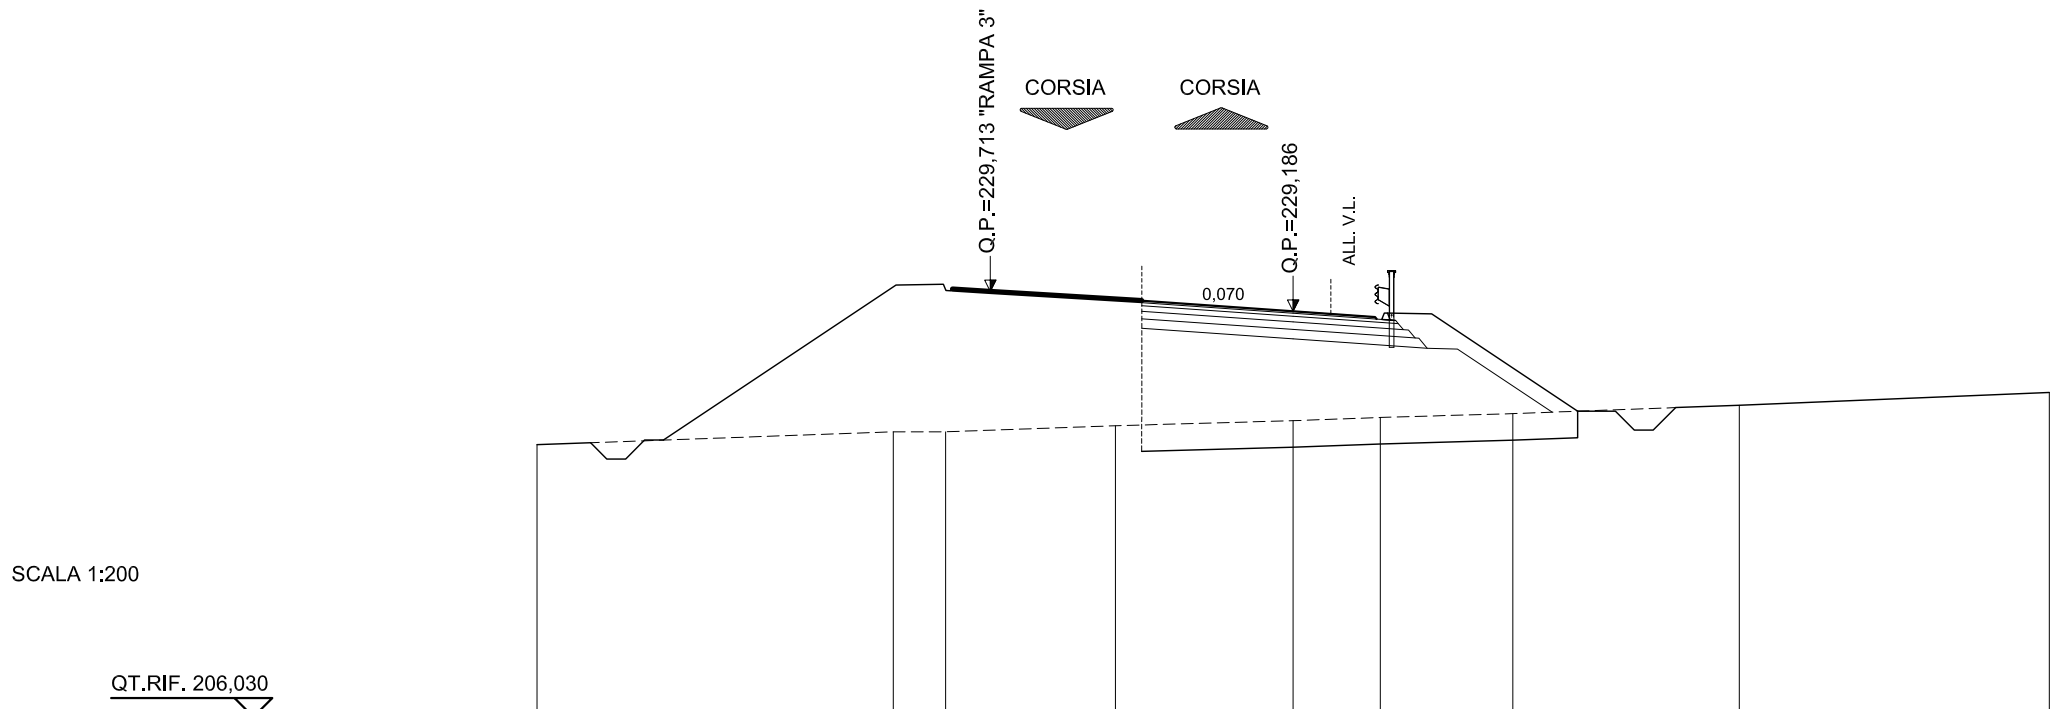 Q.P.=229,713 "RAMPA 3"
CORSIA
CORSIA
Q.P.=229,186
ALL. V.L.
0,070
SCALA 1:200
QT.RIF. 206,030